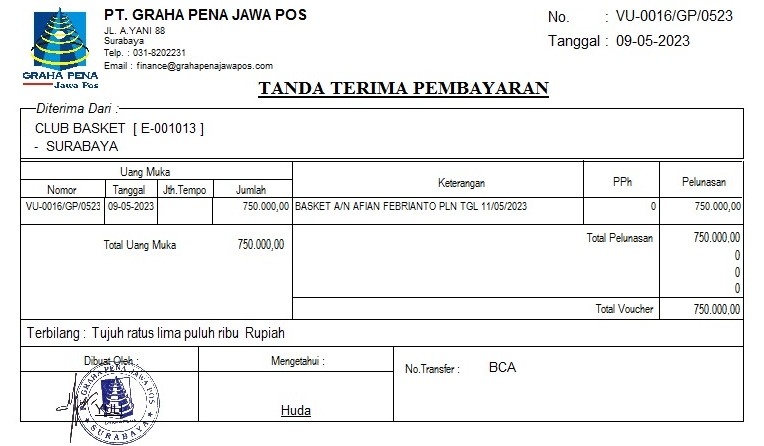 GRAHA PENA
Jawa Pos
PT. GRAHA PENA JAWA POS
JL. A.YANI 88
Surabaya
Telp. : 031-8202231
Email : finance@grahapenajawapos.com
No. : VU-0016/GP/0523
Tanggal : 09-05-2023
TANDA TERIMA PEMBAYARAN
Diterima Dari :
CLUB BASKET [ E-001013 ]
- SURABAYA
Uang Muka Keterangan PPh Pelunasan
Nomor Tanggal Jth.Tempo Jumlah
VU-0016/GP/0523 09-05-2023 750.000,00 BASKET A/N AFIAN FEBRIANTO PLN TGL 11/05/2023 0 750.000,00
Total Uang Muka 750.000,00 Total Pelunasan 750.000,00
0
0
0
Total Voucher 750.000,00
Terbilang : Tujuh ratus lima puluh ribu Rupiah
Dibuat Oleh : Mengetahui : No.Transfer : BCA
PT. GRAHA PENA JAWA POS
GRAHA PENA
SURABAYA
Huda